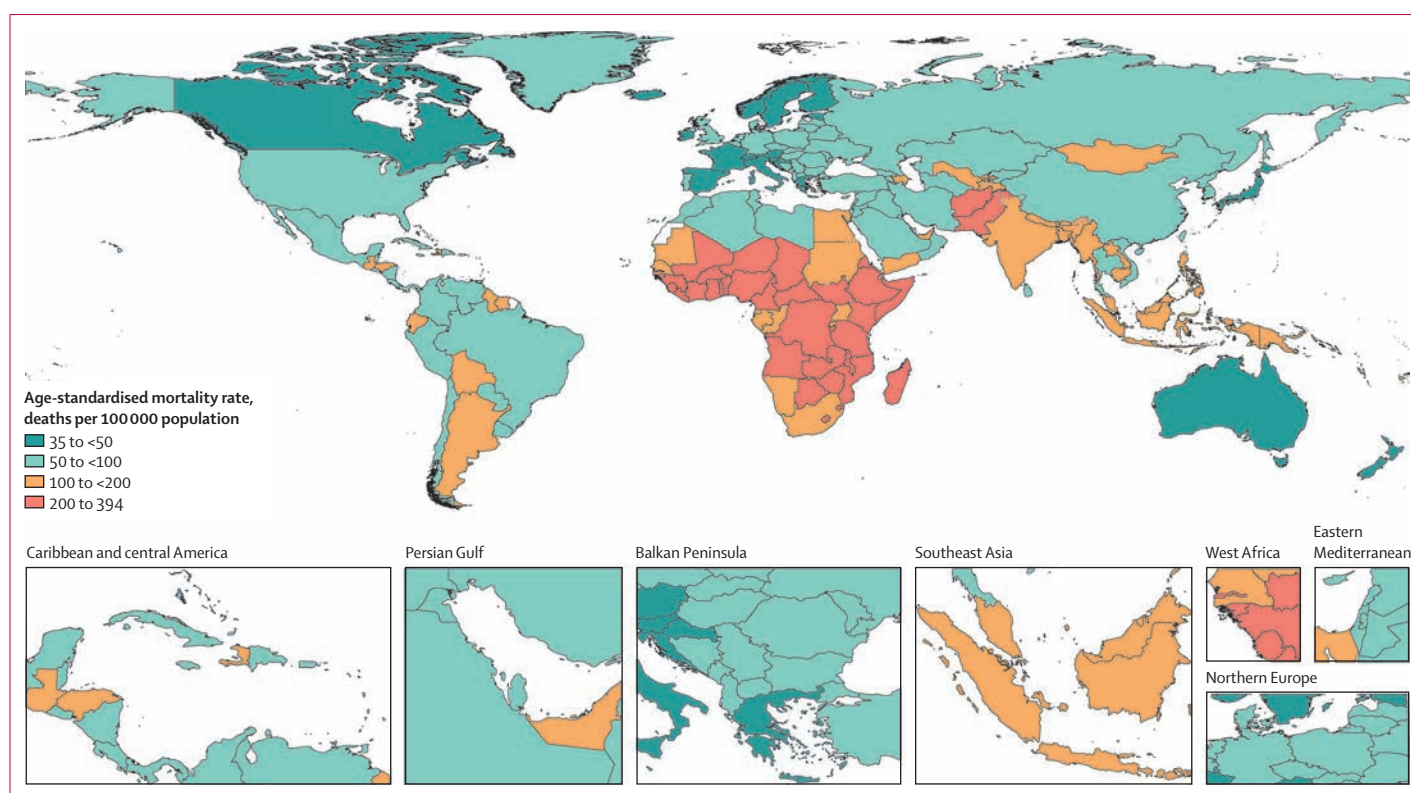 Age-standardised mortality rate,
deaths per 100 000 population
35 to <50
50 to <100
100 to <200
200 to 394
Caribbean and central America
Persian Gulf
Balkan Peninsula
Southeast Asia
West Africa
Eastern
Mediterranean
Northern Europe